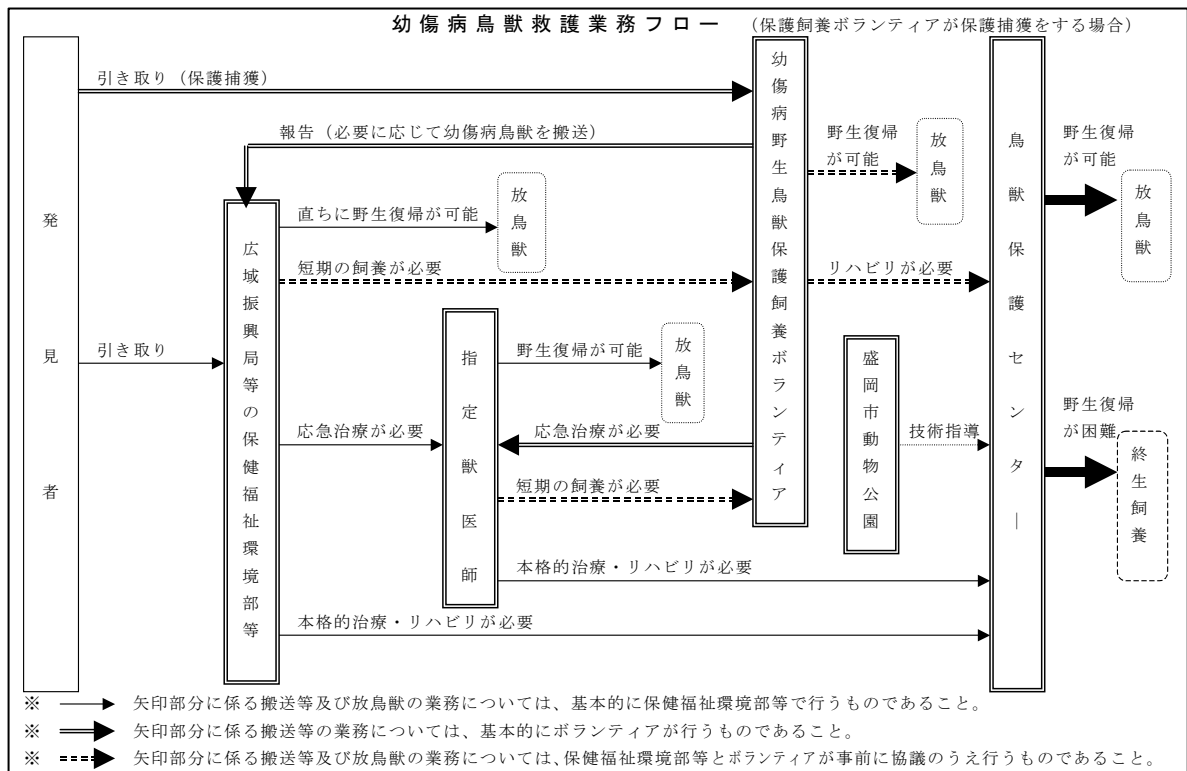 幼傷病鳥獣救護業務フロー (保護飼養ボランティアが保護捕獲をする場合)
発見者
引き取り(保護捕獲)
報告(必要に応じて幼傷病鳥獣を搬送)
幼傷病野生鳥獣保護飼養ボランティア
野生復帰
が可能
放鳥獣
鳥獣保護センター
野生復帰
が可能
放鳥獣
広域振興局等の保健福祉環境部等
直ちに野生復帰が可能
放鳥獣
短期の飼養が必要
リハビリが必要
引き取り
指定獣医師
野生復帰が可能
放鳥獣
盛岡市動物公園
技術指導
応急治療が必要
応急治療が必要
短期の飼養が必要
野生復帰
が困難
終生飼養
本格的治療・リハビリが必要
本格的治療・リハビリが必要
※ 矢印部分に係る搬送等及び放鳥獣の業務については、基本的に保健福祉環境部等で行うものであること。
※ 矢印部分に係る搬送等の業務については、基本的にボランティアが行うものであること。
※ 矢印部分に係る搬送等及び放鳥獣の業務については、保健福祉環境部等とボランティアが事前に協議のうえ行うものであること。